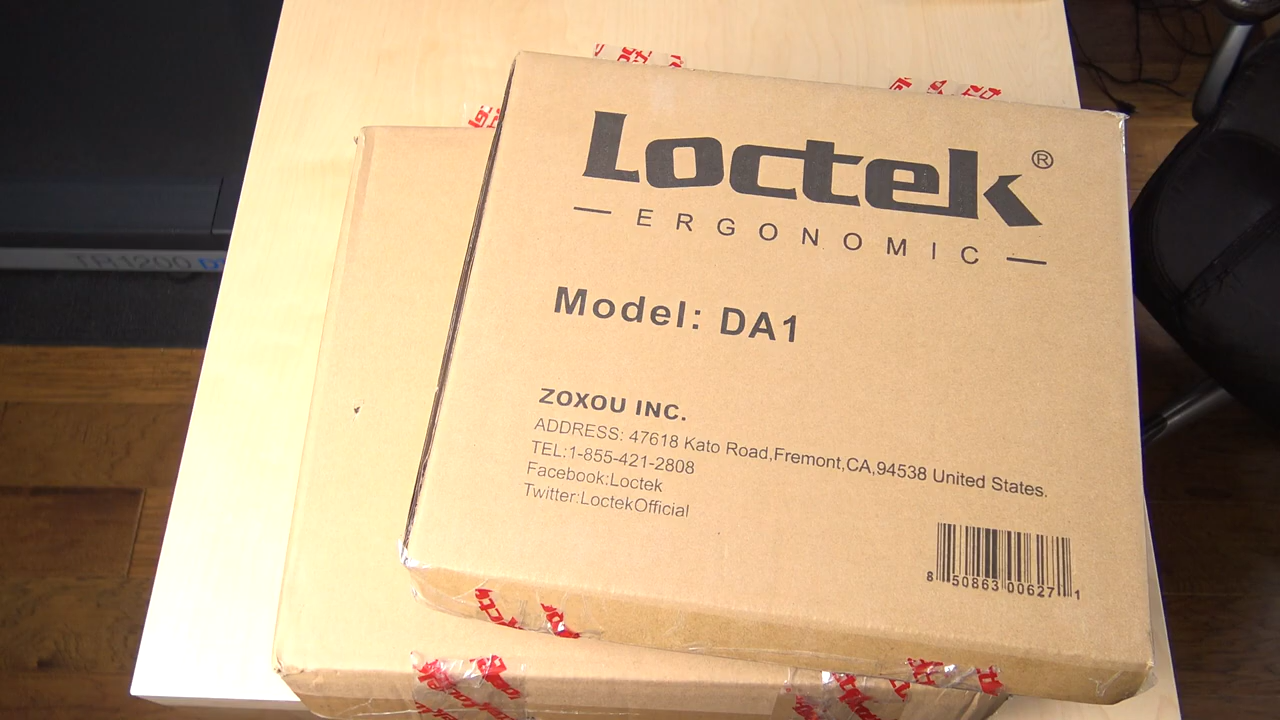 Loctek®
— ERGONOMIC —
Model: DA1
ZOXOU INC.
ADDRESS: 47618 Kato Road,Fremont,CA,94538 United States.
TEL:1-855-421-2808
Facebook:Loctek
Twitter:LoctekOfficial
8 50863 00627 1
TR1200